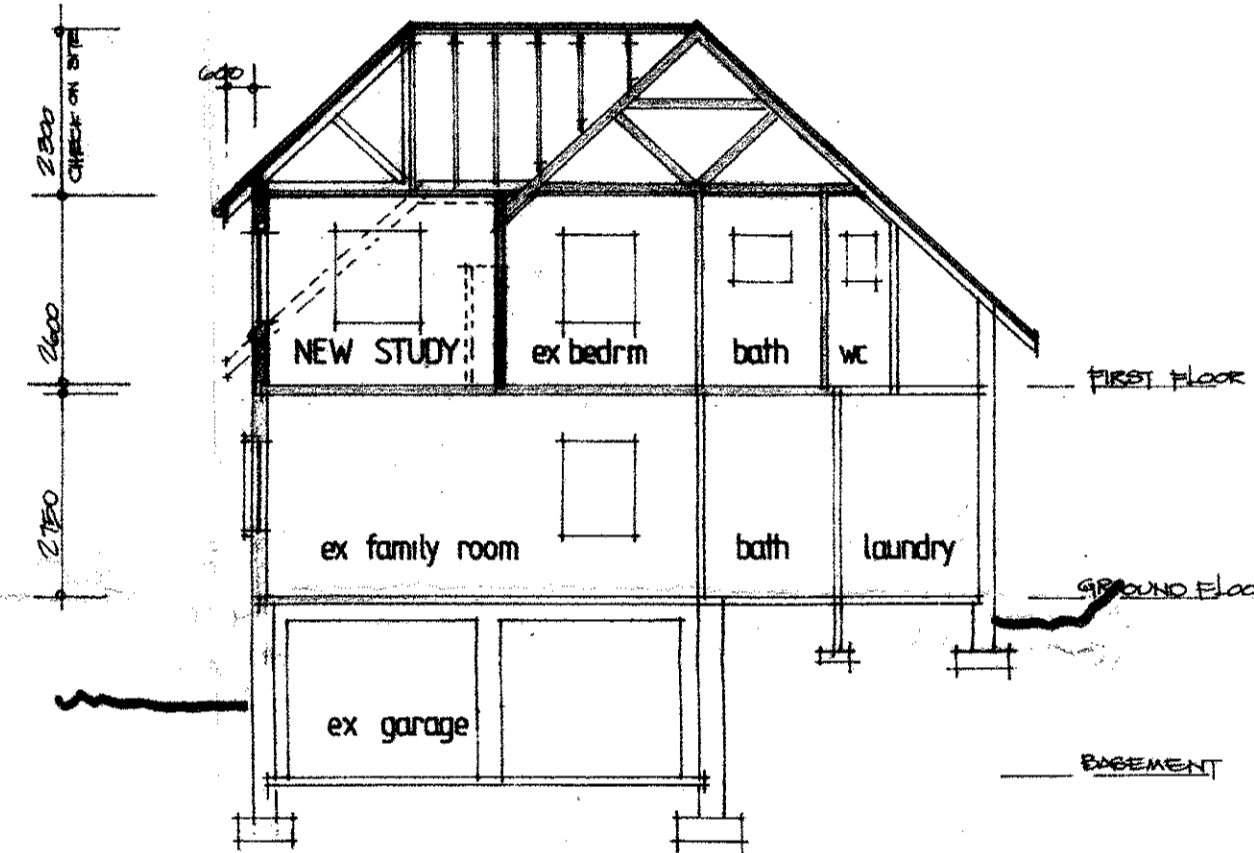 2300
CHECK ON SITE
600
2600
NEW STUDY
ex bedrm
bath
wc
FIRST FLOOR
2750
ex family room
bath
laundry
GROUND FLOO
ex garage
BASEMENT